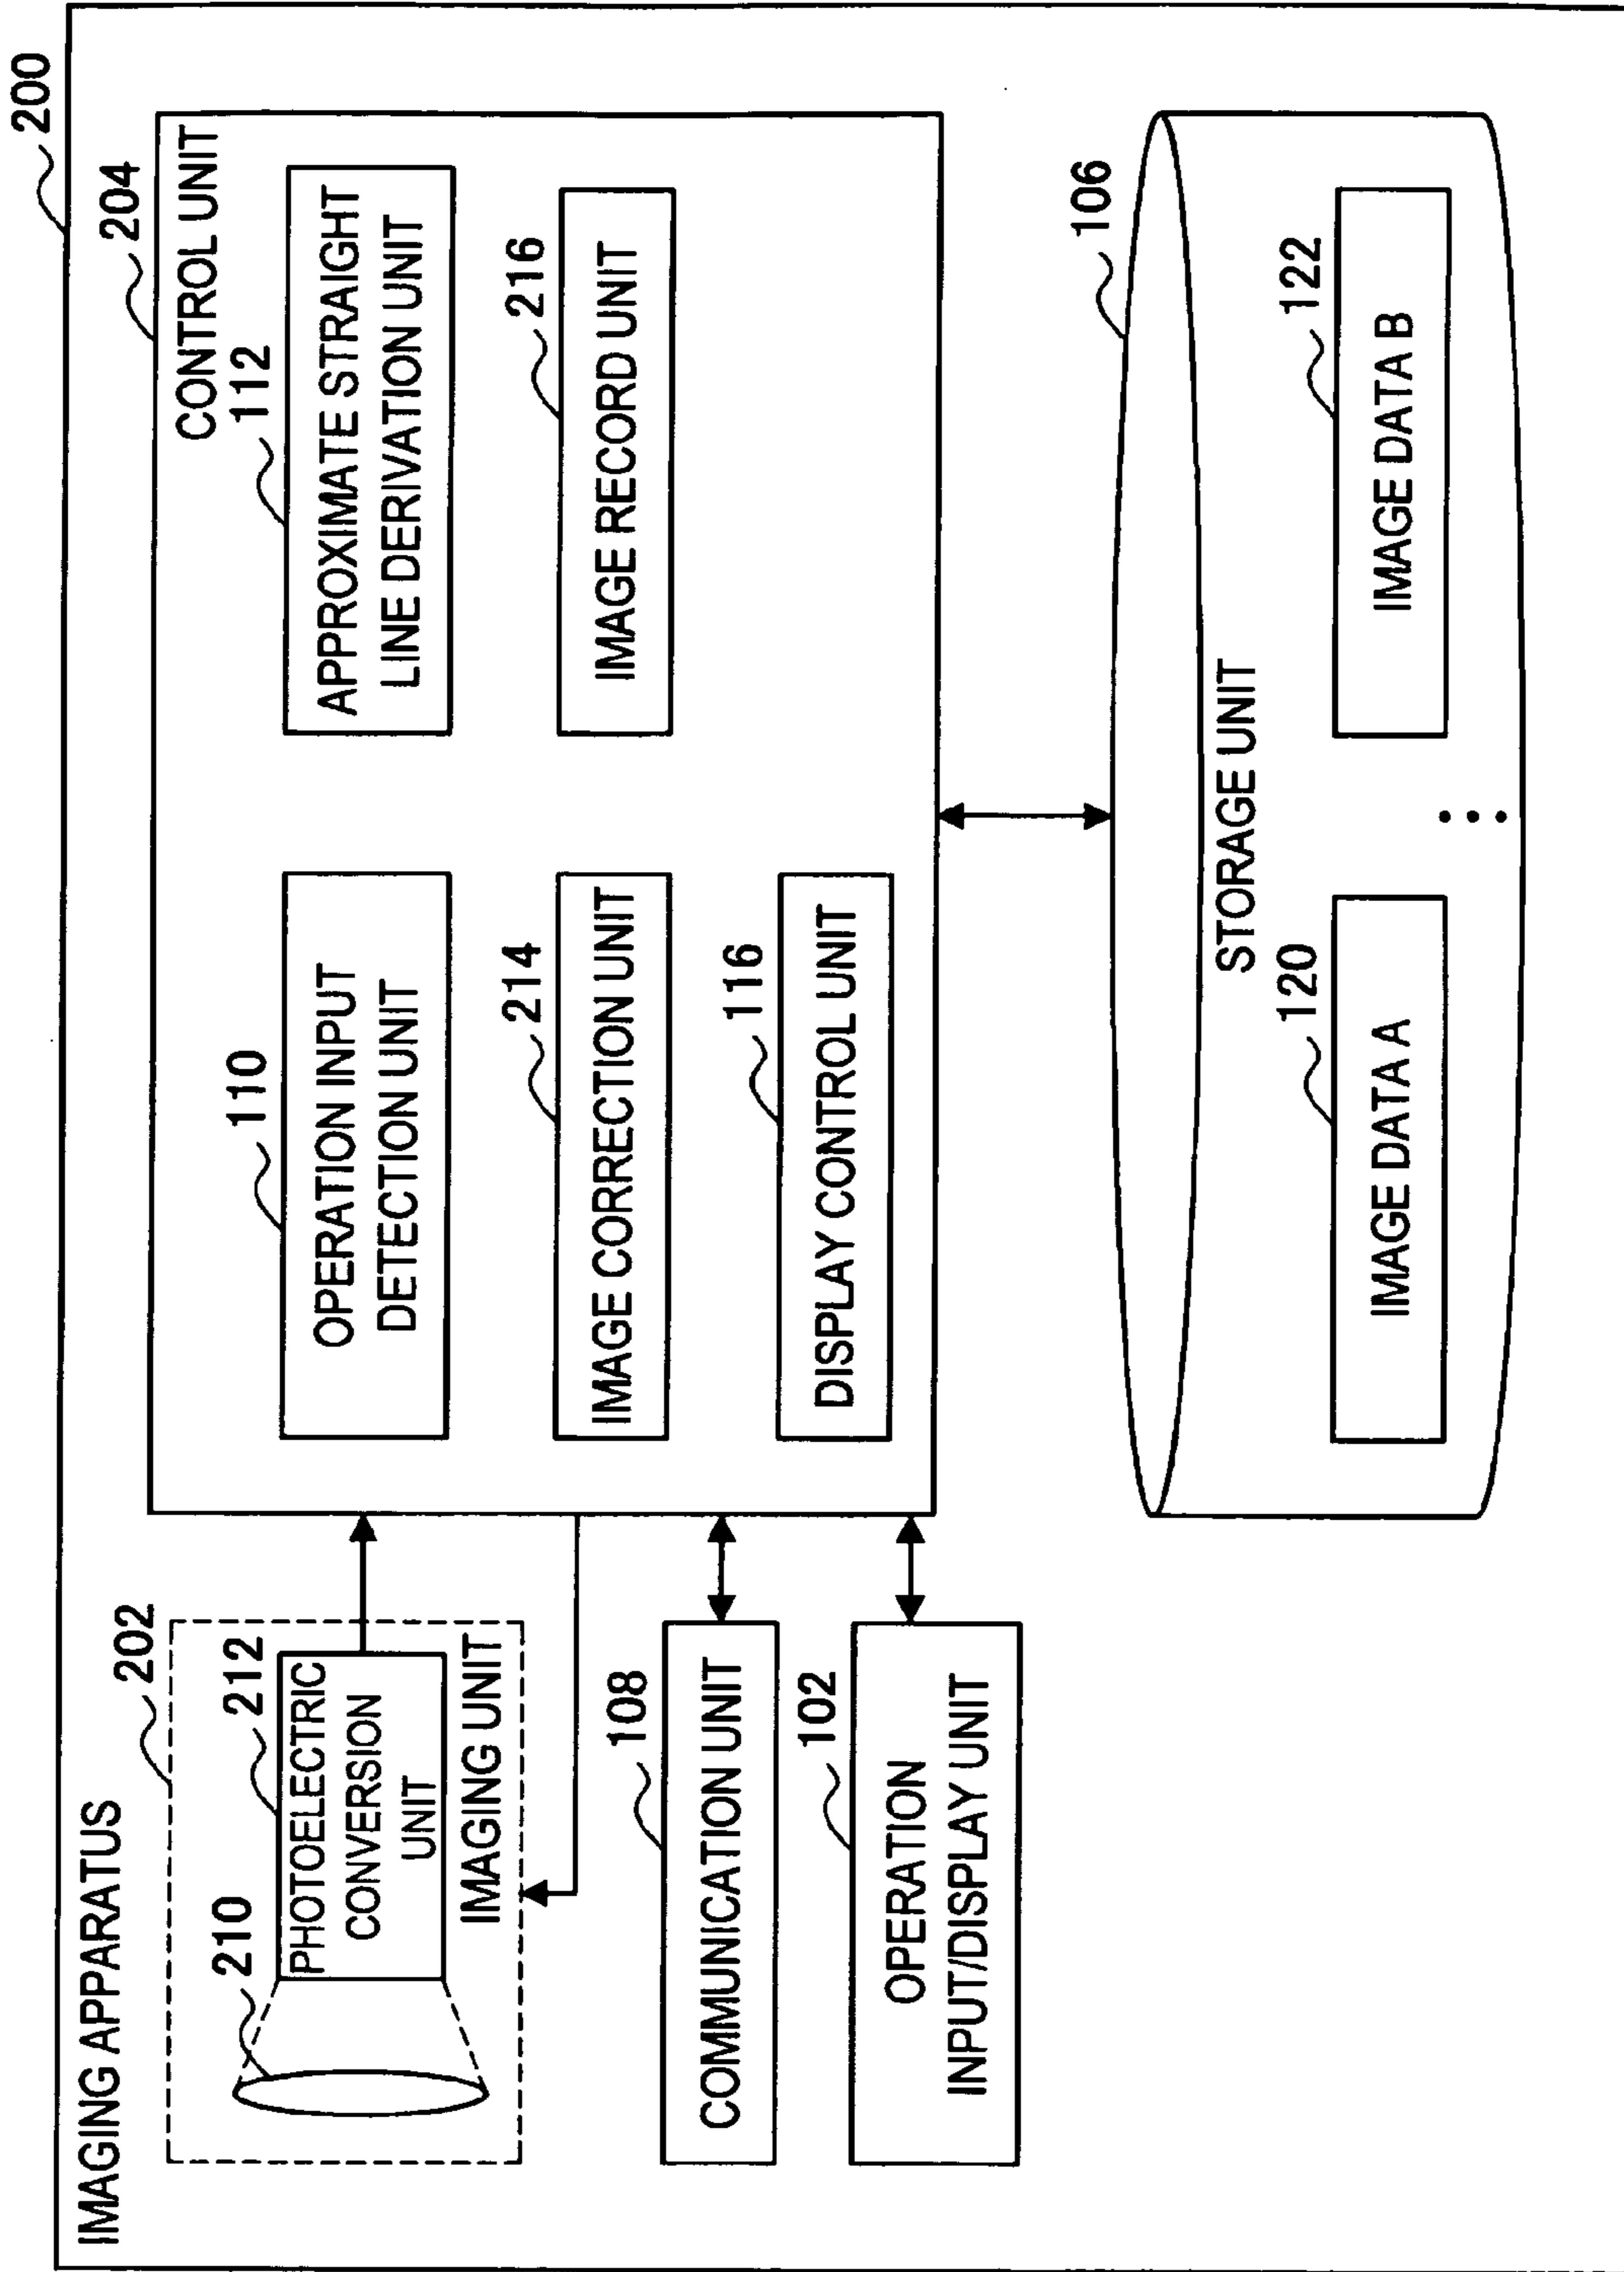 200
IMAGING APPARATUS
202
210
212
PHOTOELECTRIC
CONVERSION
UNIT
IMAGING UNIT
108
COMMUNICATION UNIT
102
OPERATION
INPUT/DISPLAY UNIT
204
CONTROL UNIT
110
OPERATION INPUT
DETECTION UNIT
112
APPROXIMATE STRAIGHT
LINE DERIVATION UNIT
214
IMAGE CORRECTION UNIT
216
IMAGE RECORD UNIT
116
DISPLAY CONTROL UNIT
106
STORAGE UNIT
120
IMAGE DATA A
122
IMAGE DATA B